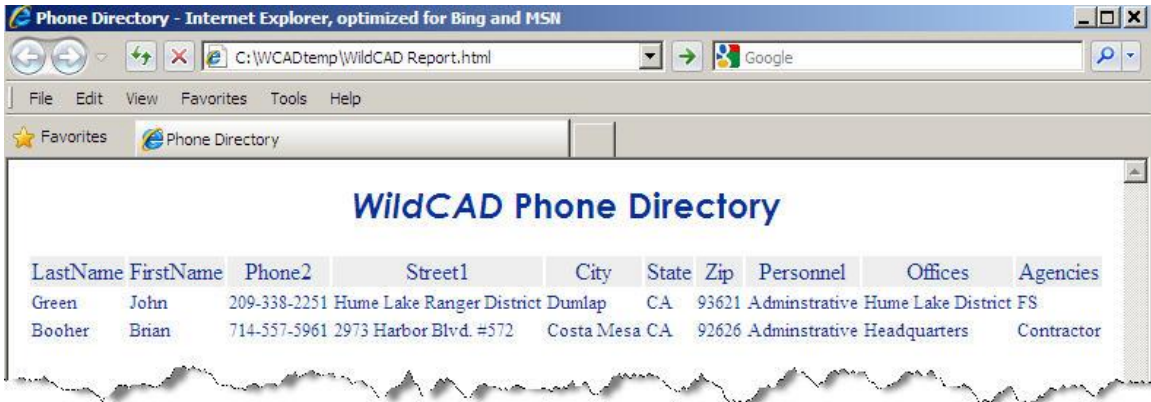 Phone Directory - Internet Explorer, optimized for Bing and MSN
C:\WCADtemp\WildCAD Report.html Google
File Edit View Favorites Tools Help
Favorites Phone Directory
WildCAD Phone Directory
LastName FirstName Phone2 Street1 City State Zip Personnel Offices Agencies
Green John 209-338-2251 Hume Lake Ranger District Dumlap CA 93621 Adminstrative Hume Lake District FS
Booher Brian 714-557-5961 2973 Harbor Blvd. #572 Costa Mesa CA 92626 Adminstrative Headquarters Contractor